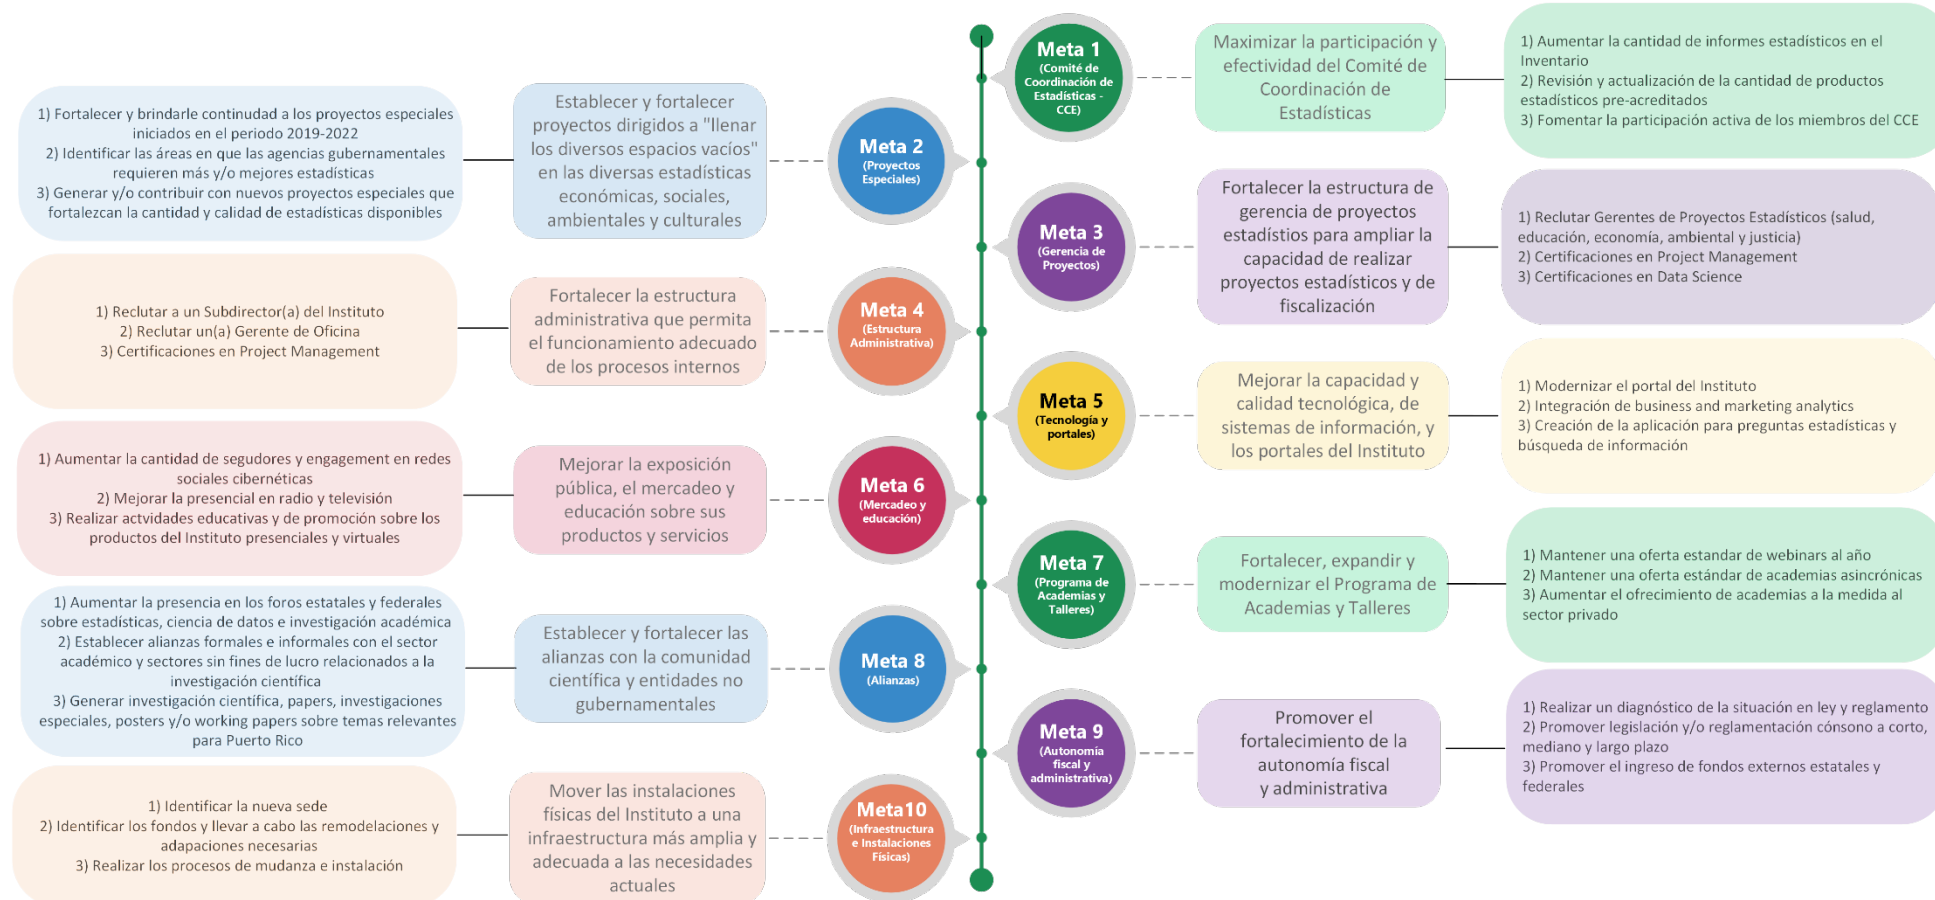 Meta 1
(Comité de
Coordinación de
Estadísticas -
CCE)
Maximizar la participación y
efectividad del Comité de
Coordinación de
Estadísticas
1) Aumentar la cantidad de informes estadísticos en el
Inventario
2) Revisión y actualización de la cantidad de productos
estadísticos pre-acreditados
3) Fomentar la participación activa de los miembros del CCE
Meta 2
(Proyectos
Especiales)
Establecer y fortalecer
proyectos dirigidos a "llenar
los diversos espacios vacíos"
en las diversas estadísticas
económicas, sociales,
ambientales y culturales
1) Fortalecer y brindarle continuidad a los proyectos especiales
iniciados en el periodo 2019-2022
2) Identificar las áreas en que las agencias gubernamentales
requieren más y/o mejores estadísticas
3) Generar y/o contribuir con nuevos proyectos especiales que
fortalezcan la cantidad y calidad de estadísticas disponibles
Meta 3
(Gerencia de
Proyectos)
Fortalecer la estructura de
gerencia de proyectos
estadístios para ampliar la
capacidad de realizar
proyectos estadísticos y de
fiscalización
1) Reclutar Gerentes de Proyectos Estadísticos (salud,
educación, economía, ambiental y justicia)
2) Certificaciones en Project Management
3) Certificaciones en Data Science
Meta 4
(Estructura
Administrativa)
Fortalecer la estructura
administrativa que permita
el funcionamiento adecuado
de los procesos internos
1) Reclutar a un Subdirector(a) del Instituto
2) Reclutar un(a) Gerente de Oficina
3) Certificaciones en Project Management
Meta 5
(Tecnología y
portales)
Mejorar la capacidad y
calidad tecnológica, de
sistemas de información, y
los portales del Instituto
1) Modernizar el portal del Instituto
2) Integración de business and marketing analytics
3) Creación de la aplicación para preguntas estadísticas y
búsqueda de información
Meta 6
(Mercadeo y
educación)
Mejorar la exposición
pública, el mercadeo y
educación sobre sus
productos y servicios
1) Aumentar la cantidad de segudores y engagement en redes
sociales cibernéticas
2) Mejorar la presencial en radio y televisión
3) Realizar actvidades educativas y de promoción sobre los
productos del Instituto presenciales y virtuales
Meta 7
(Programa de
Academias y
Talleres)
Fortalecer, expandir y
modernizar el Programa de
Academias y Talleres
1) Mantener una oferta estandar de webinars al año
2) Mantener una oferta estándar de academias asincrónicas
3) Aumentar el ofrecimiento de academias a la medida al
sector privado
Meta 8
(Alianzas)
Establecer y fortalecer las
alianzas con la comunidad
científica y entidades no
gubernamentales
1) Aumentar la presencia en los foros estatales y federales
sobre estadísticas, ciencia de datos e investigación académica
2) Establecer alianzas formales e informales con el sector
académico y sectores sin fines de lucro relacionados a la
investigación científica
3) Generar investigación científica, papers, investigaciones
especiales, posters y/o working papers sobre temas relevantes
para Puerto Rico
Meta 9
(Autonomía
fiscal y
administrativa)
Promover el
fortalecimiento de la
autonomía fiscal
y administrativa
1) Realizar un diagnóstico de la situación en ley y reglamento
2) Promover legislación y/o reglamentación cónsono a corto,
mediano y largo plazo
3) Promover el ingreso de fondos externos estatales y
federales
Meta10
(Infraestructura
e Instalaciones
Físicas)
Mover las instalaciones
físicas del Instituto a una
infraestructura más amplia y
adecuada a las necesidades
actuales
1) Identificar la nueva sede
2) Identificar los fondos y llevar a cabo las remodelaciones y
adapaciones necesarias
3) Realizar los procesos de mudanza e instalación